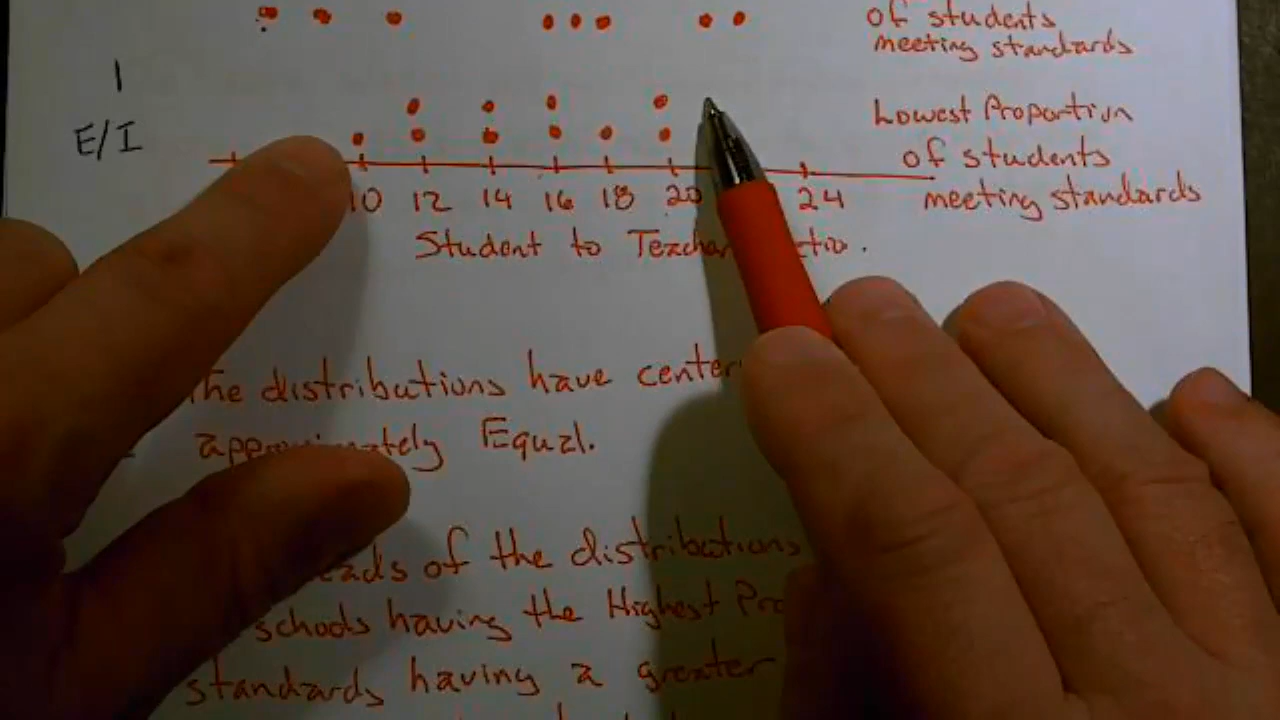 of students
meeting standards
1
E/I
Lowest Proportion
of students
meeting standards
10 12 14 16 18 20 24
Student to
The distributions have center
Equal.
of the distributions
schools having the Highest
standards having a greater